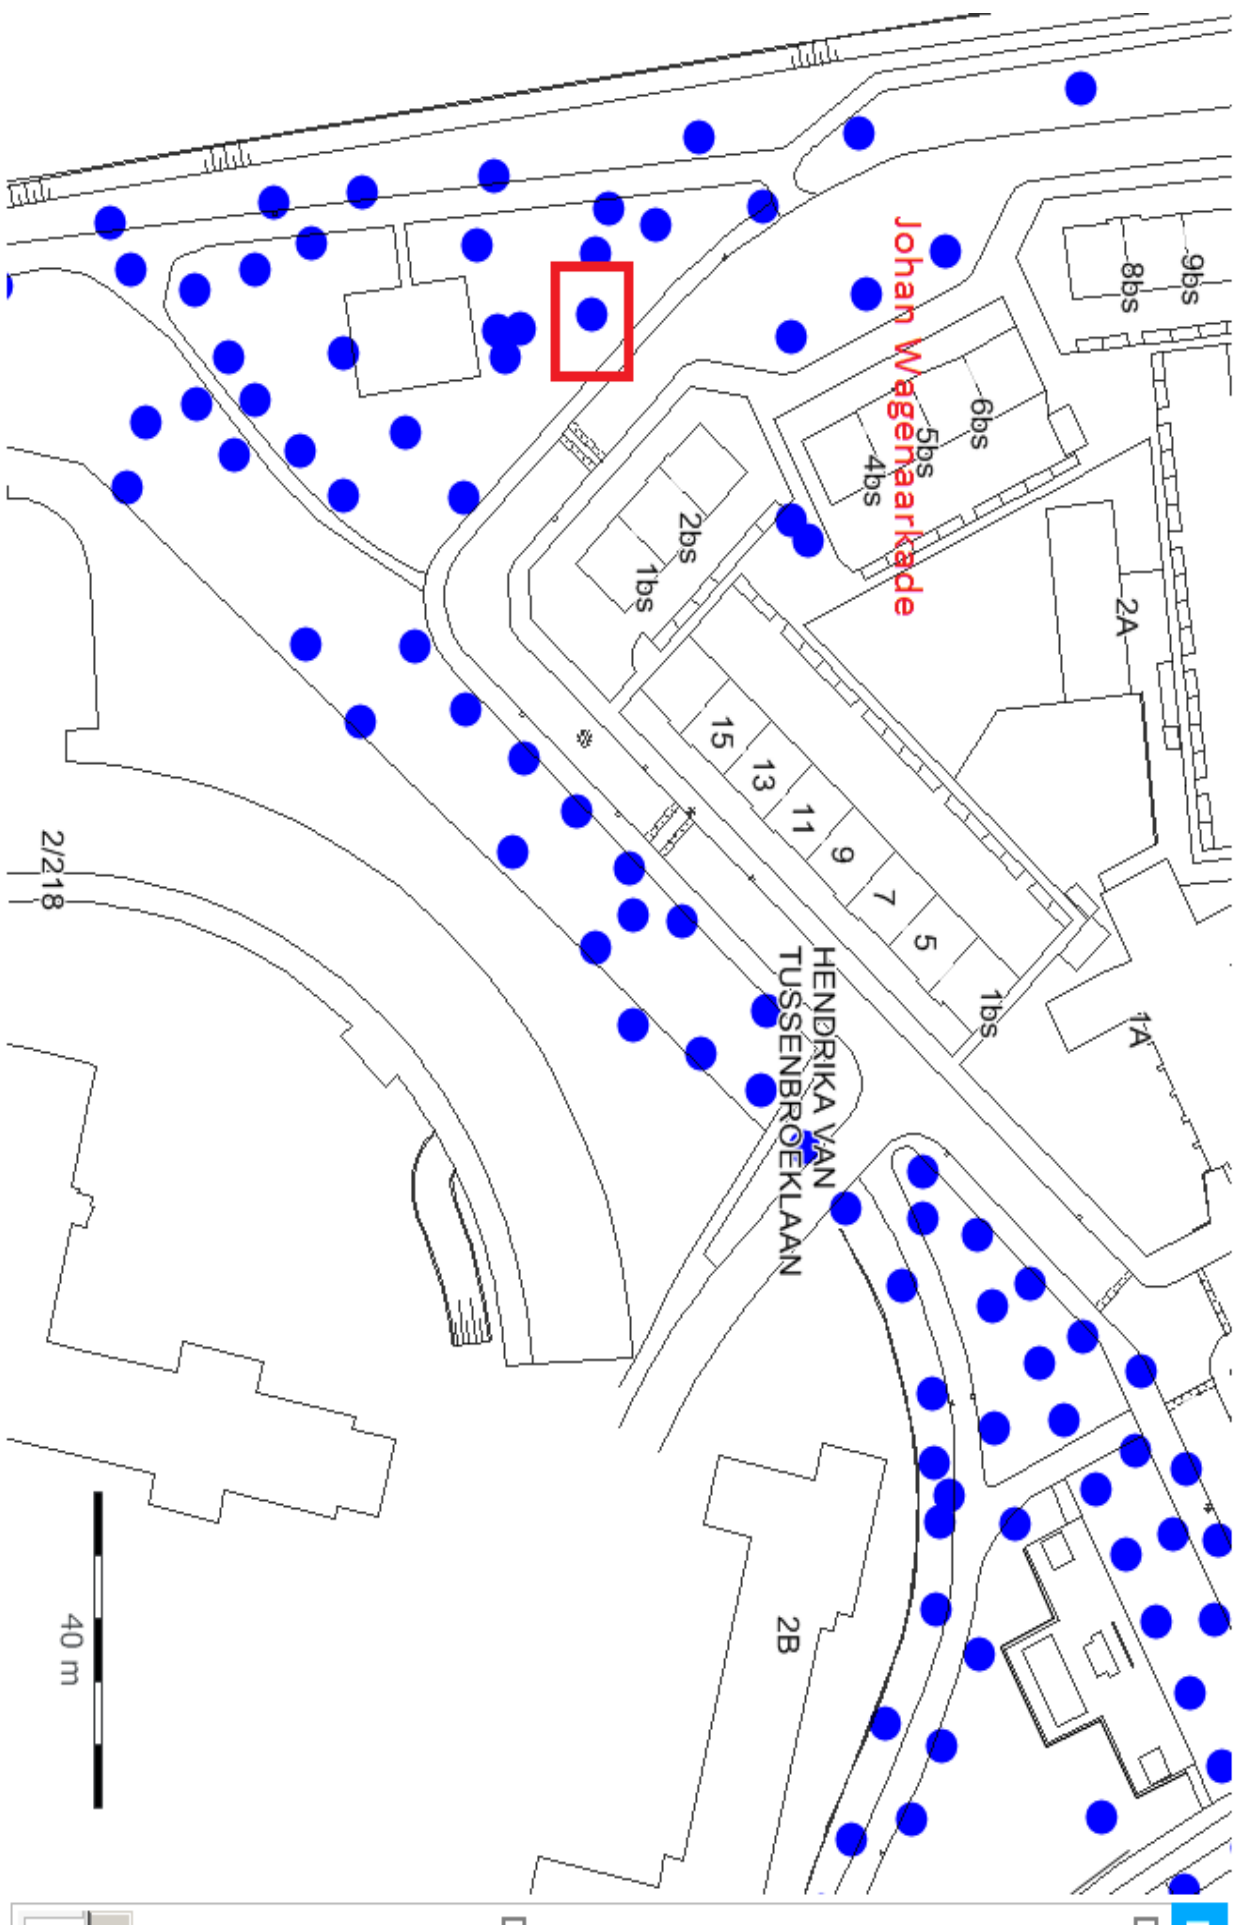 9bs
8bs
Johan Wagenaarkade
6bs
5bs
4bs
2bs
1bs
2A
15
13
11
9
7
5
1bs
1A
2/218
HENDRIKA VAN
TUSSENBROEKLAAN
2B
40 m